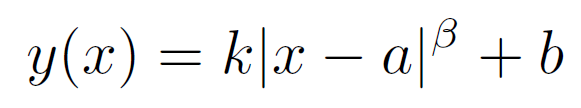 y(x) = k|x − a|^β + b